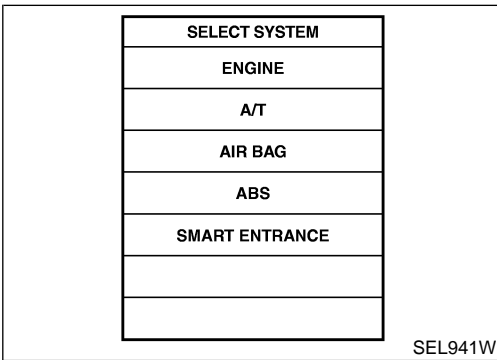 SELECT SYSTEM
ENGINE
A/T
AIR BAG
ABS
SMART ENTRANCE
SEL941W